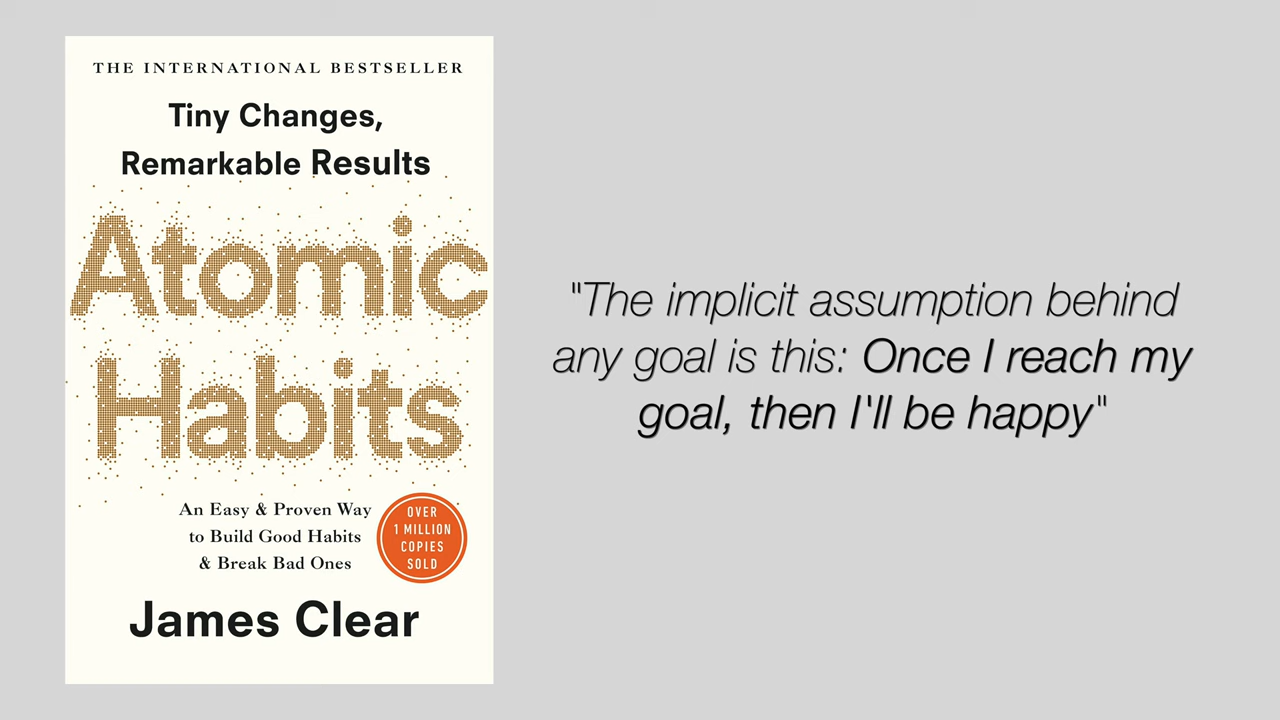 THE INTERNATIONAL BESTSELLER
Tiny Changes,
Remarkable Results
Atomic
Habits
An Easy & Proven Way
to Build Good Habits
& Break Bad Ones
OVER
1 MILLION
COPIES
SOLD
James Clear
"The implicit assumption behind
any goal is this: Once I reach my
goal, then I'll be happy"